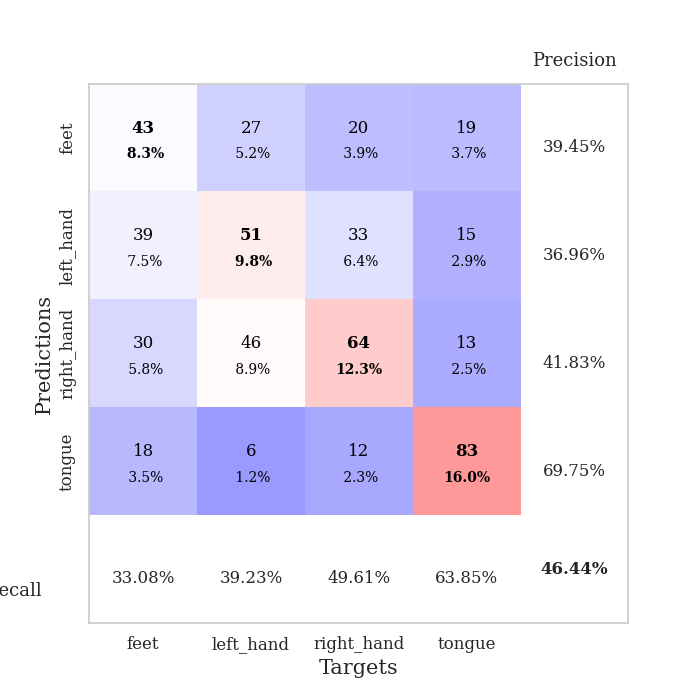 Precision
feet 43 27 20 19 39.45%
8.3% 5.2% 3.9% 3.7%
left_hand 39 51 33 15 36.96%
7.5% 9.8% 6.4% 2.9%
right_hand 30 46 64 13 41.83%
5.8% 8.9% 12.3% 2.5%
tongue 18 6 12 83 69.75%
3.5% 1.2% 2.3% 16.0%
Predictions
ecall 33.08% 39.23% 49.61% 63.85% 46.44%
feet left_hand right_hand tongue
Targets